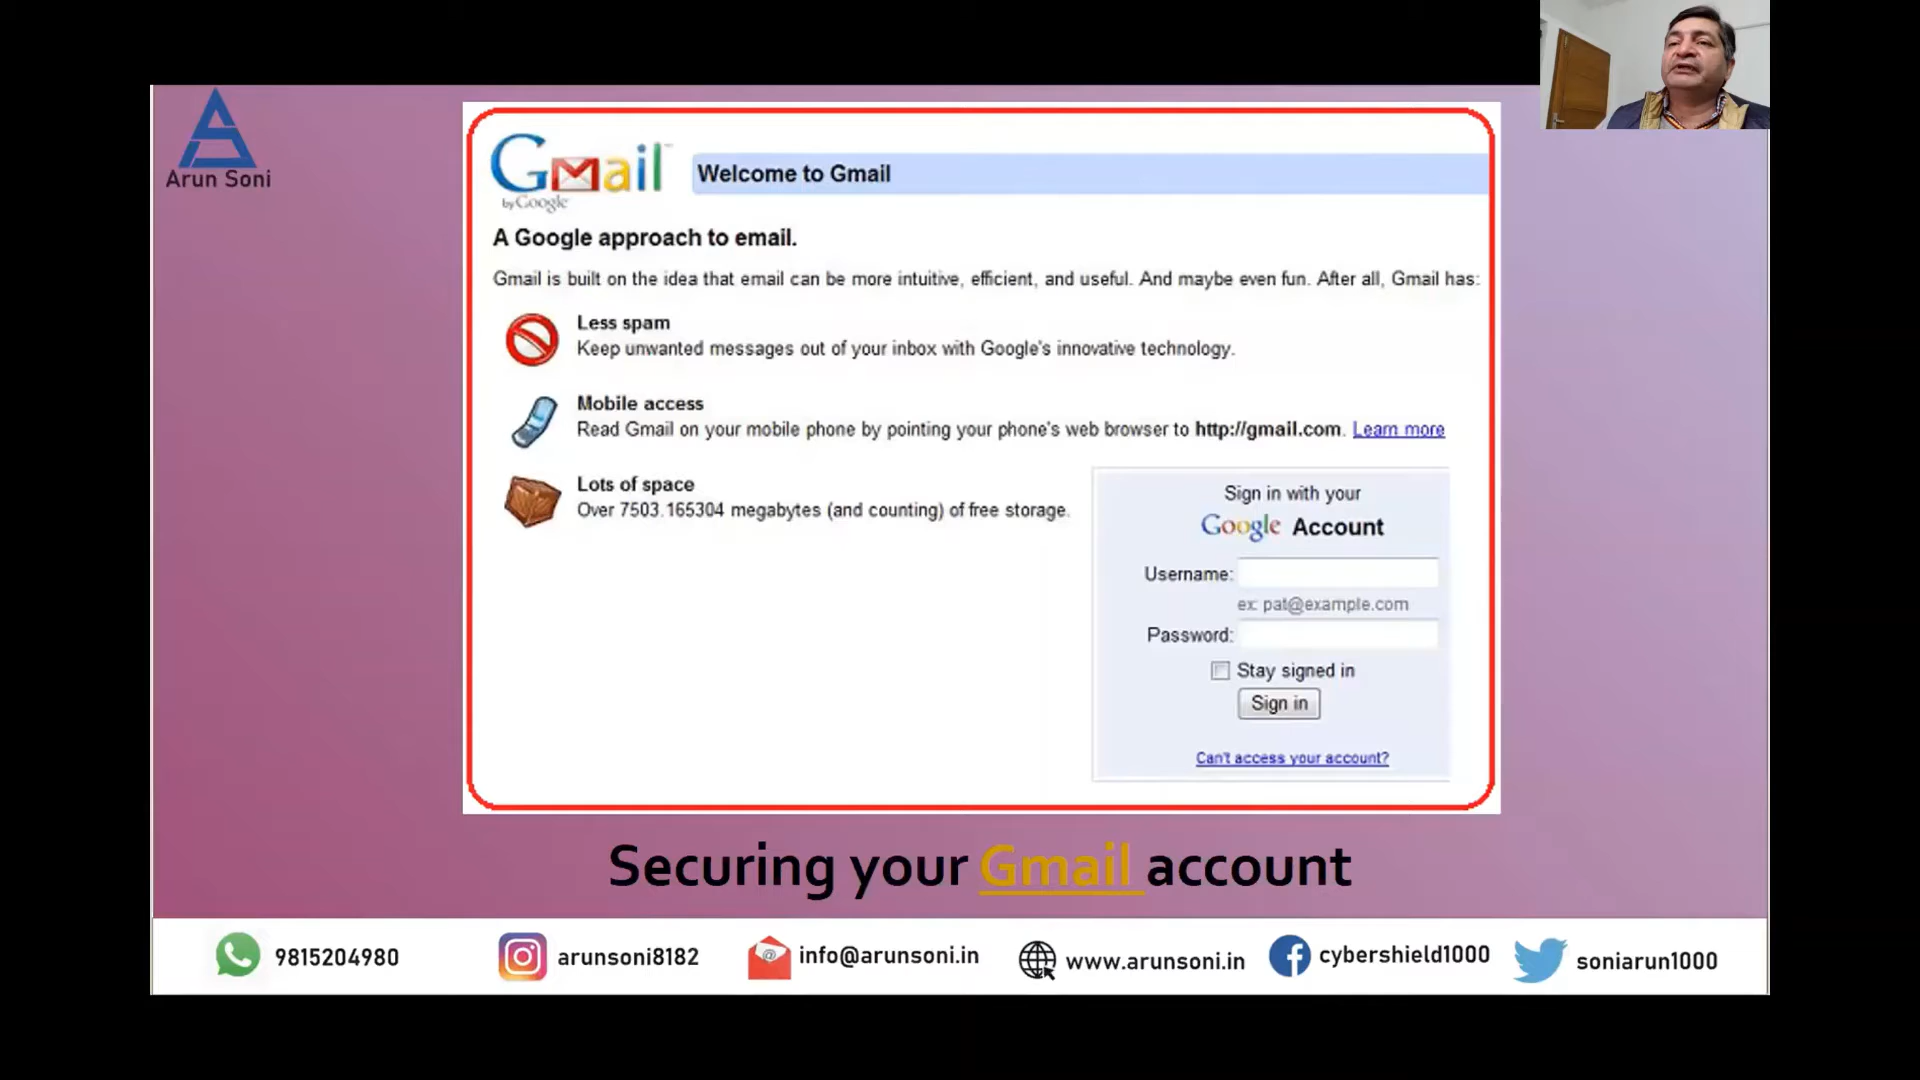 Arun Soni
Gmail™
by Google
Welcome to Gmail
A Google approach to email.
Gmail is built on the idea that email can be more intuitive, efficient, and useful. And maybe even fun. After all, Gmail has:
Less spam
Keep unwanted messages out of your inbox with Google's innovative technology.
Mobile access
Read Gmail on your mobile phone by pointing your phone's web browser to http://gmail.com. Learn more
Lots of space
Over 7503.165304 megabytes (and counting) of free storage.
Sign in with your
Google Account
Username:
ex: pat@example.com
Password:
Stay signed in
Sign in
Can't access your account?
Securing your Gmail account
9815204980 arunsoni8182 info@arunsoni.in www.arunsoni.in cybershield1000 soniarun1000